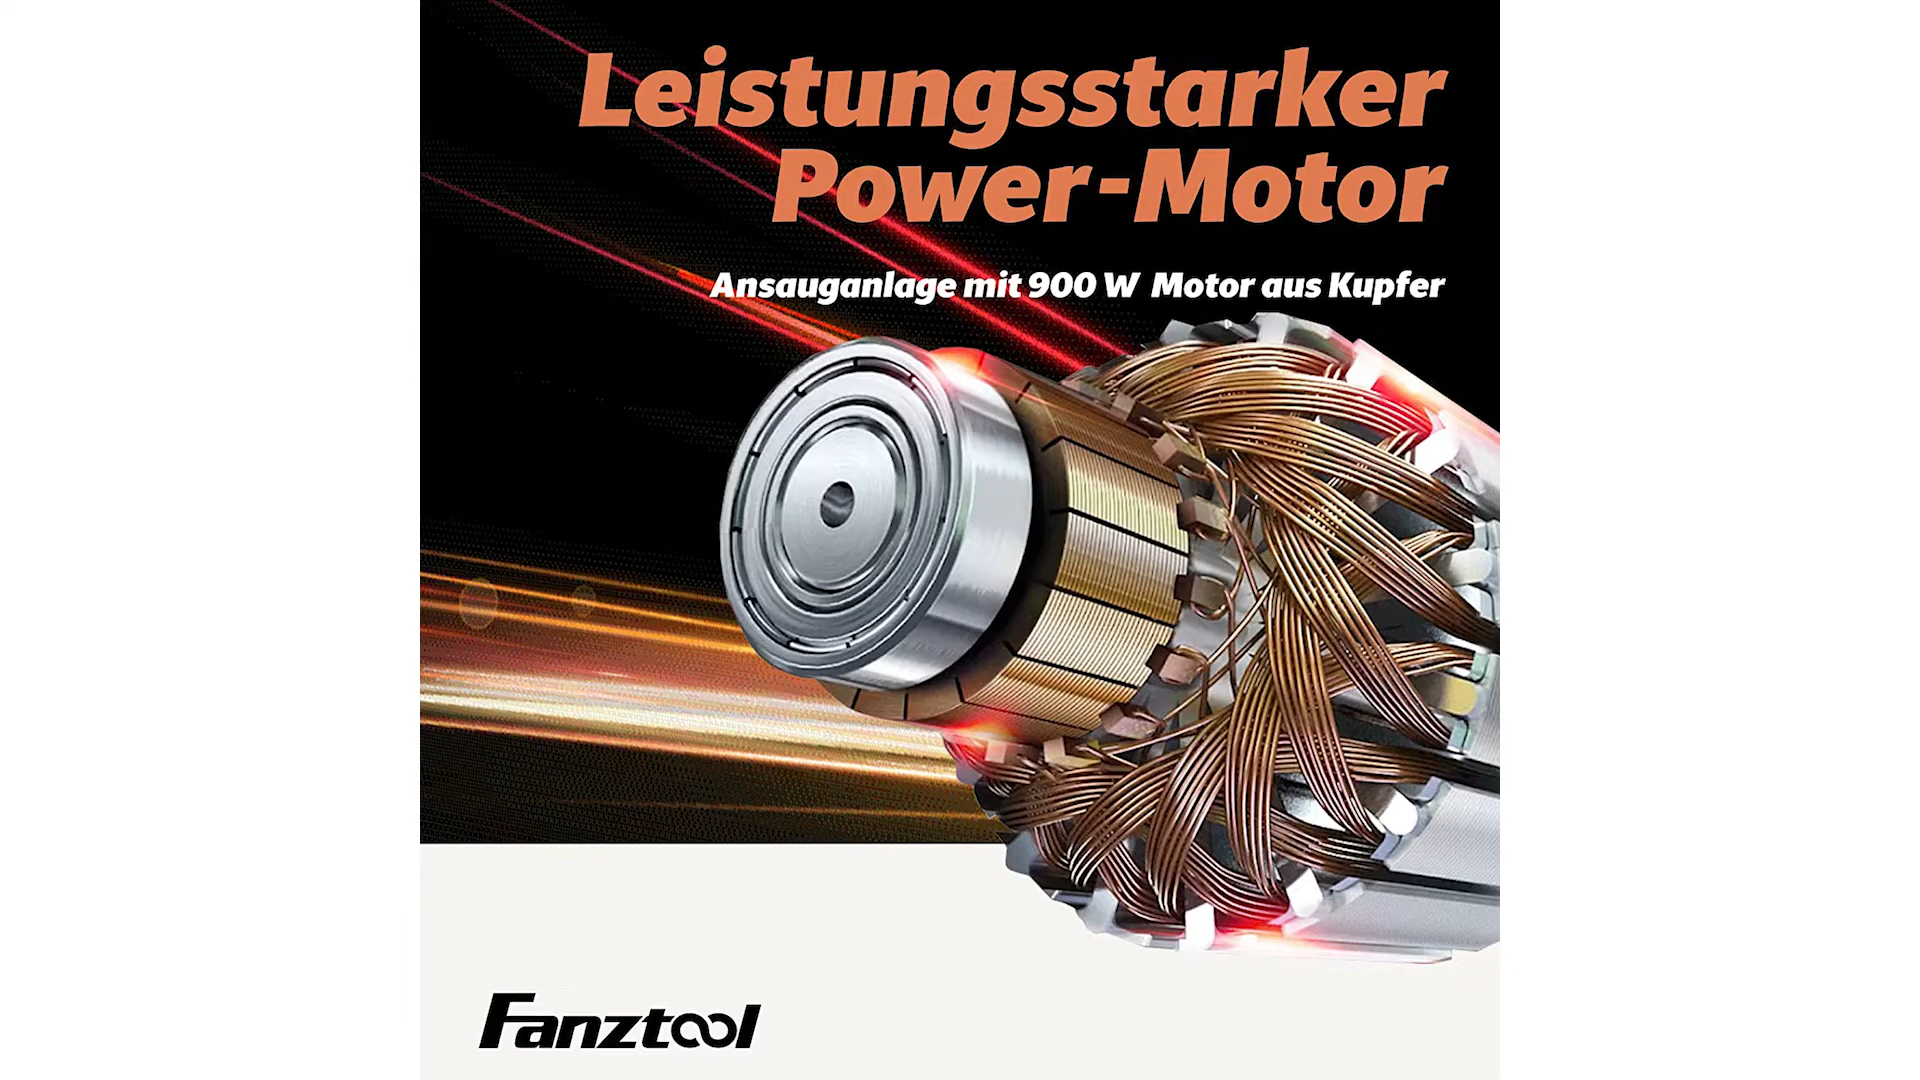 Leistungsstarker
Power-Motor
Ansauganlage mit 900 W Motor aus Kupfer
Fanztool